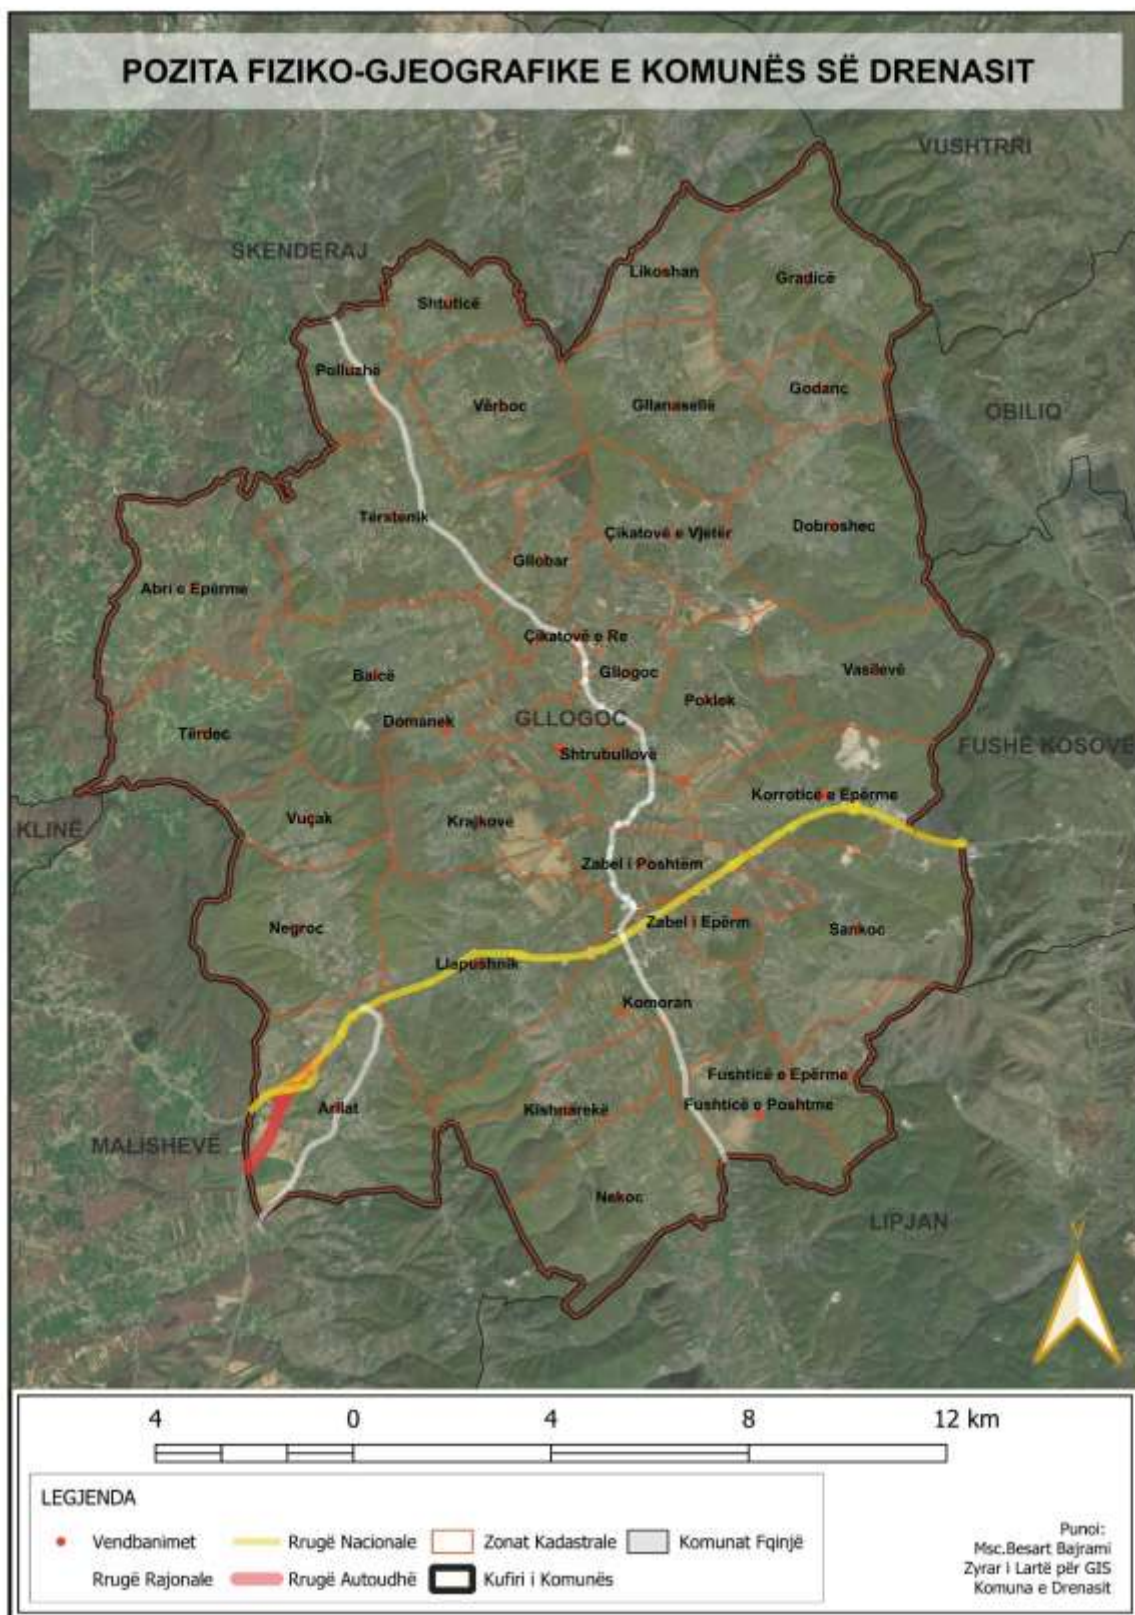 POZITA FIZIKO-GJEOGRAFIKE E KOMUNËS SË DRENASIT
VUSHTRRI
SKENDERAJ
Likoshan
Gradicë
Shtuticë
Polluzhë
Godanc
Vërboc
Gllanasellë
OBILIQ
Tërstenik
Dobroshec
Çikatovë e Vjetër
Gllobar
Abri e Epërme
Çikatovë e Re
Gllogoc
Vasilevë
Balcë
Poklek
Domanek
GLLOGOC
Tërdec
FUSHË KOSOVË
Shtrubullovë
Korroticë e Epërme
Vuçak
Krajkovë
KLINË
Zabel i Poshtëm
Zabel i Epërm
Negroc
Sankoc
Llapushnik
Komoran
Fushticë e Epërme
Fushticë e Poshtme
Arllat
Kishnarekë
MALISHEVË
Nekoc
LIPJAN
4 0 4 8 12 km
LEGJENDA
Vendbanimet
Rrugë Nacionale
Zonat Kadastrale
Komunat Fqinjë
Rrugë Rajonale
Rrugë Autoudhë
Kufiri i Komunës
Punoi:
Msc.Besart Bajrami
Zyrar i Lartë për GIS
Komuna e Drenasit